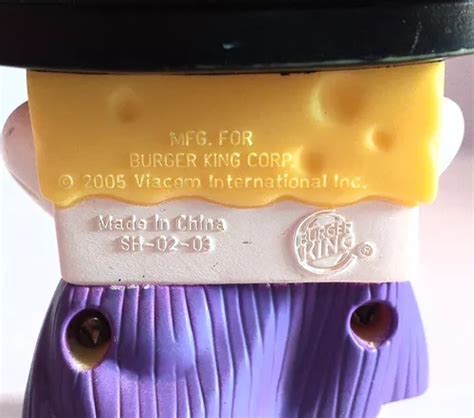 MFG. FOR
BURGER KING CORP.
© 2005 Viacom International Inc.
Made in China
SH-02-03
BURGER
KING®